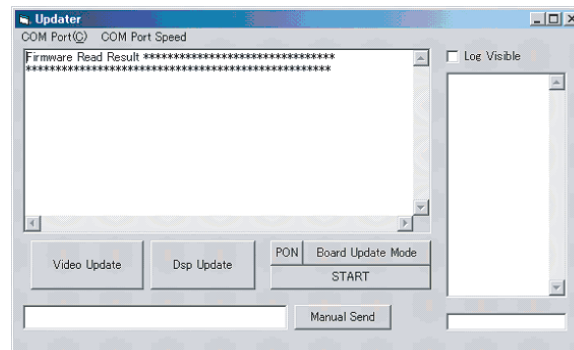 Updater
COM Port(C) COM Port Speed
Firmware Read Result ********************************
***************************************************
Log Visible
Video Update
Dsp Update
PON
Board Update Mode
START
Manual Send